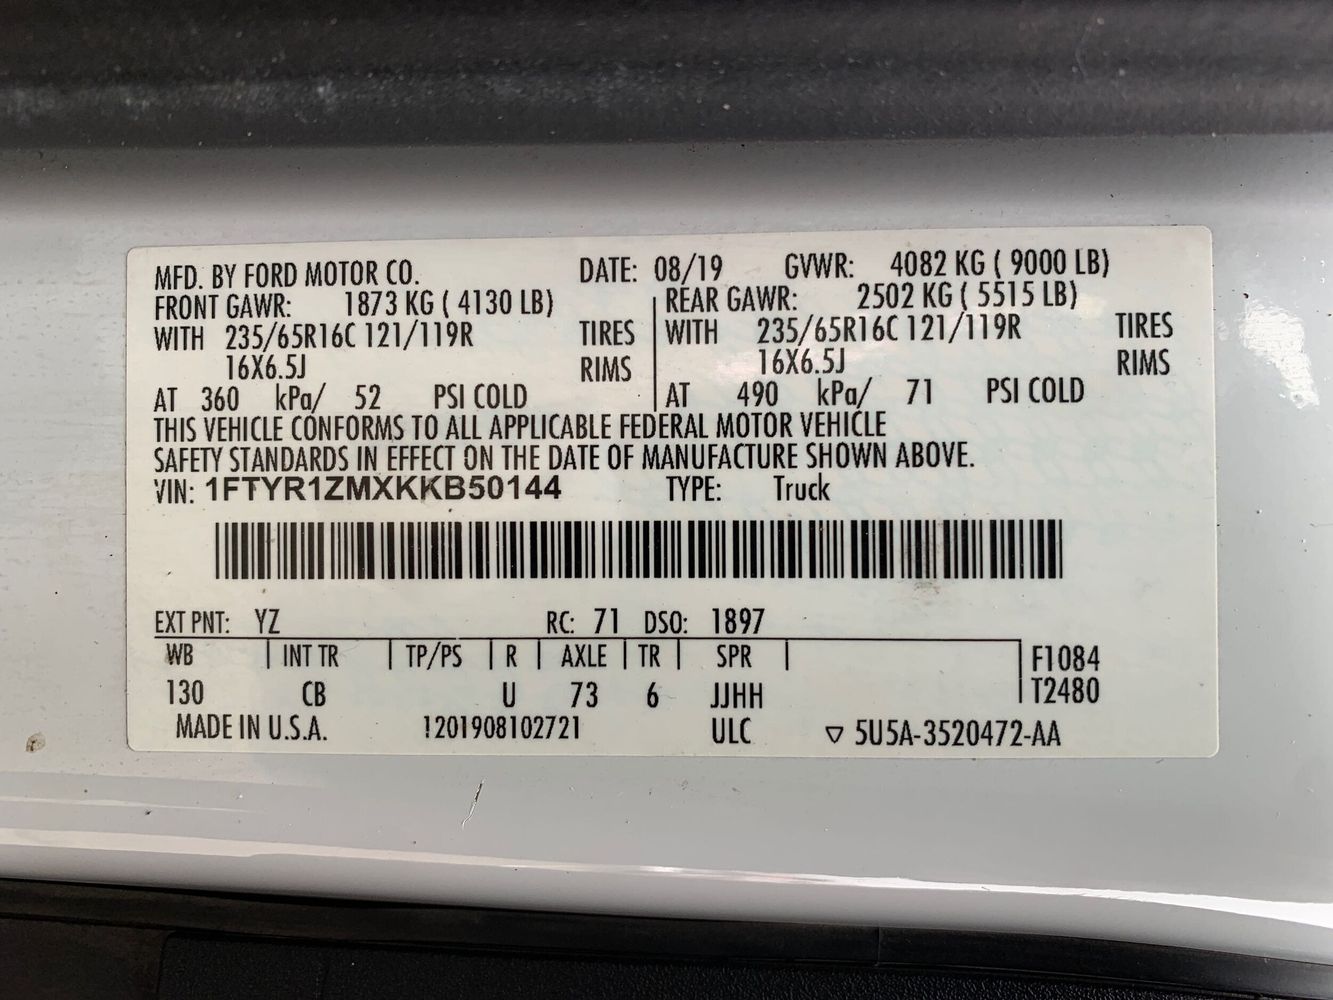 MFD. BY FORD MOTOR CO. DATE: 08/19 GVWR: 4082 KG ( 9000 LB)
FRONT GAWR: 1873 KG ( 4130 LB) REAR GAWR: 2502 KG ( 5515 LB)
WITH 235/65R16C 121/119R TIRES WITH 235/65R16C 121/119R TIRES
16X6.5J RIMS 16X6.5J RIMS
AT 360 kPa/ 52 PSI COLD AT 490 kPa/ 71 PSI COLD
THIS VEHICLE CONFORMS TO ALL APPLICABLE FEDERAL MOTOR VEHICLE
SAFETY STANDARDS IN EFFECT ON THE DATE OF MANUFACTURE SHOWN ABOVE.
VIN: 1FTYR1ZMXKKB50144 TYPE: Truck
EXT PNT: YZ RC: 71 DSO: 1897
WB INT TR TP/PS R AXLE TR SPR F1084
130 CB U 73 6 JJHH T2480
MADE IN U.S.A. 1201908102721 ULC ▽ 5U5A-3520472-AA